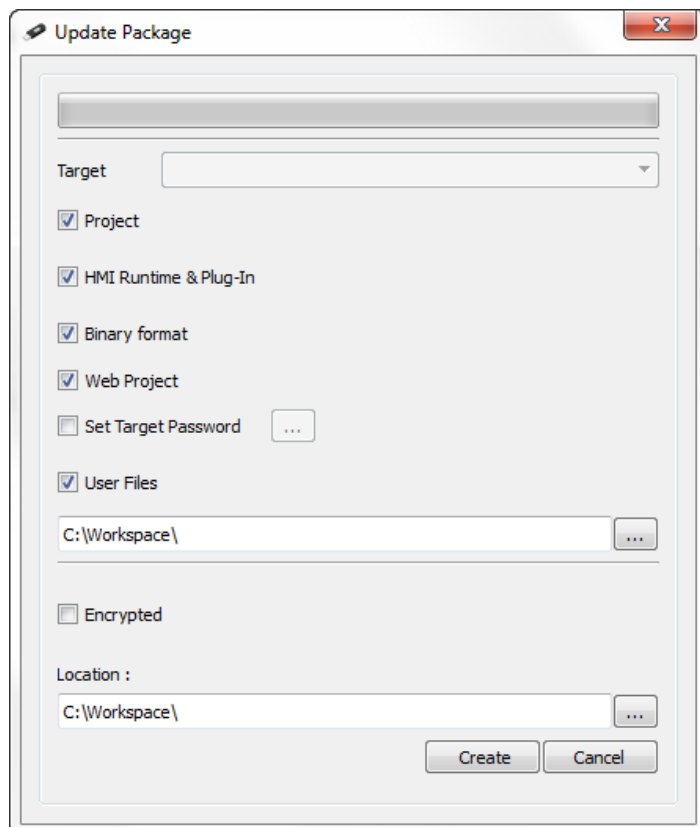 Update Package
Target
Project
HMI Runtime & Plug-In
Binary format
Web Project
Set Target Password ...
User Files
C:\Workspace\ ...
Encrypted
Location :
C:\Workspace\ ...
Create Cancel